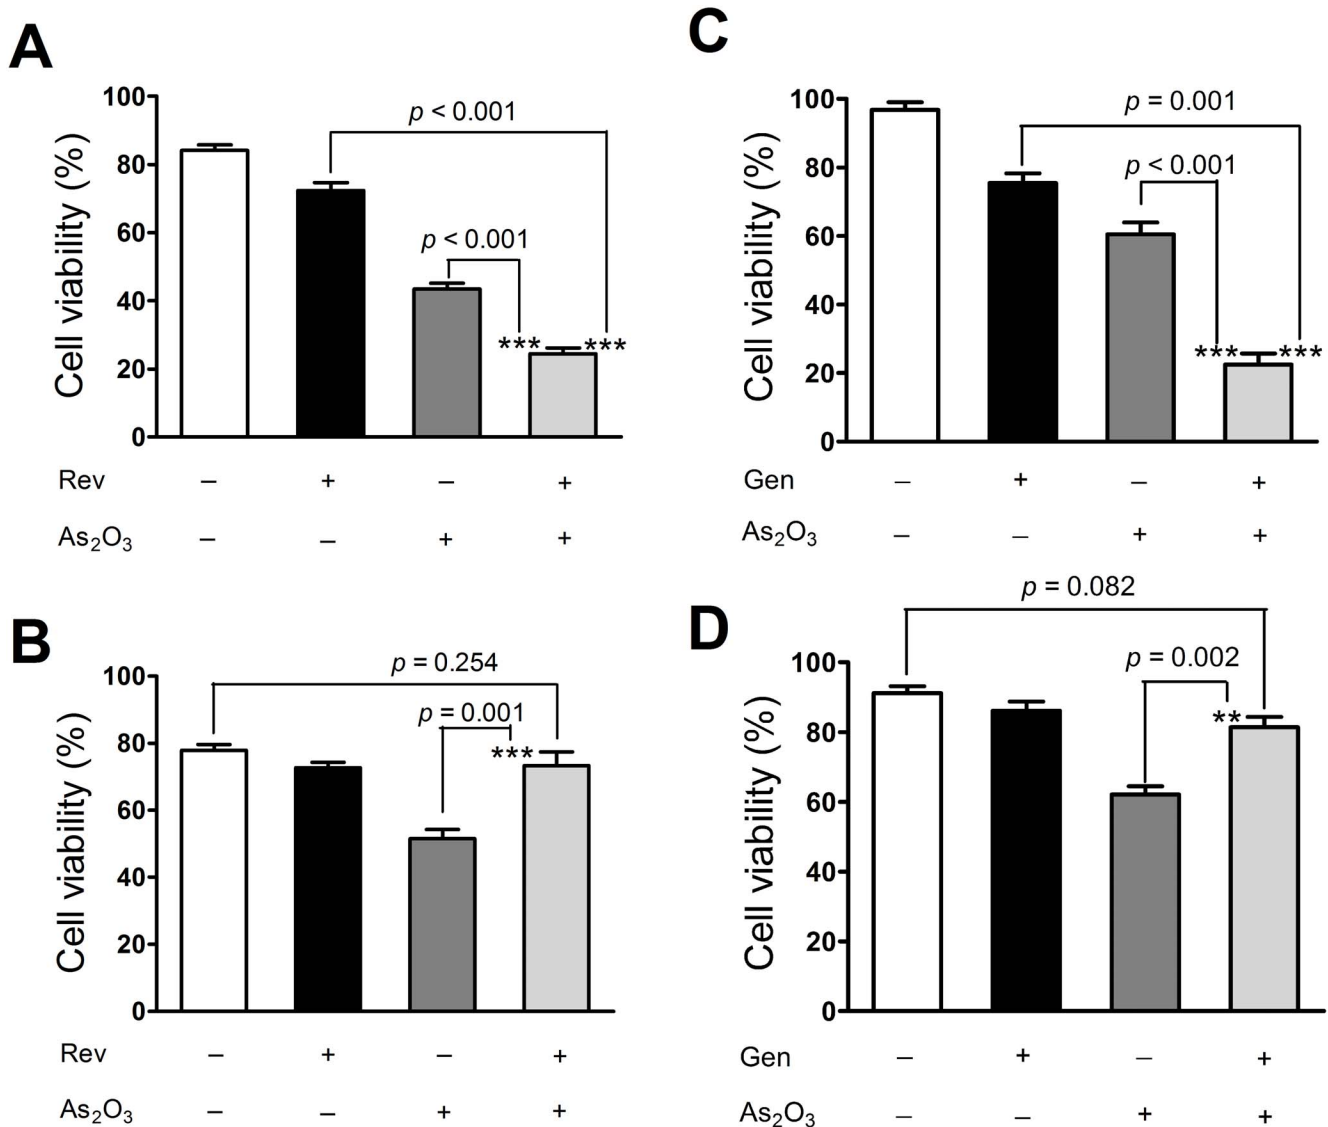 A
Cell viability (%)
100
80
60
40
20
0
p < 0.001
p < 0.001
*** ***
Rev – + – +
As₂O₃ – – + +
C
Cell viability (%)
100
80
60
40
20
0
p = 0.001
p < 0.001
*** ***
Gen – + – +
As₂O₃ – – + +
B
Cell viability (%)
100
80
60
40
20
0
p = 0.254
p = 0.001
***
Rev – + – +
As₂O₃ – – + +
D
Cell viability (%)
100
80
60
40
20
0
p = 0.082
p = 0.002
**
Gen – + – +
As₂O₃ – – + +